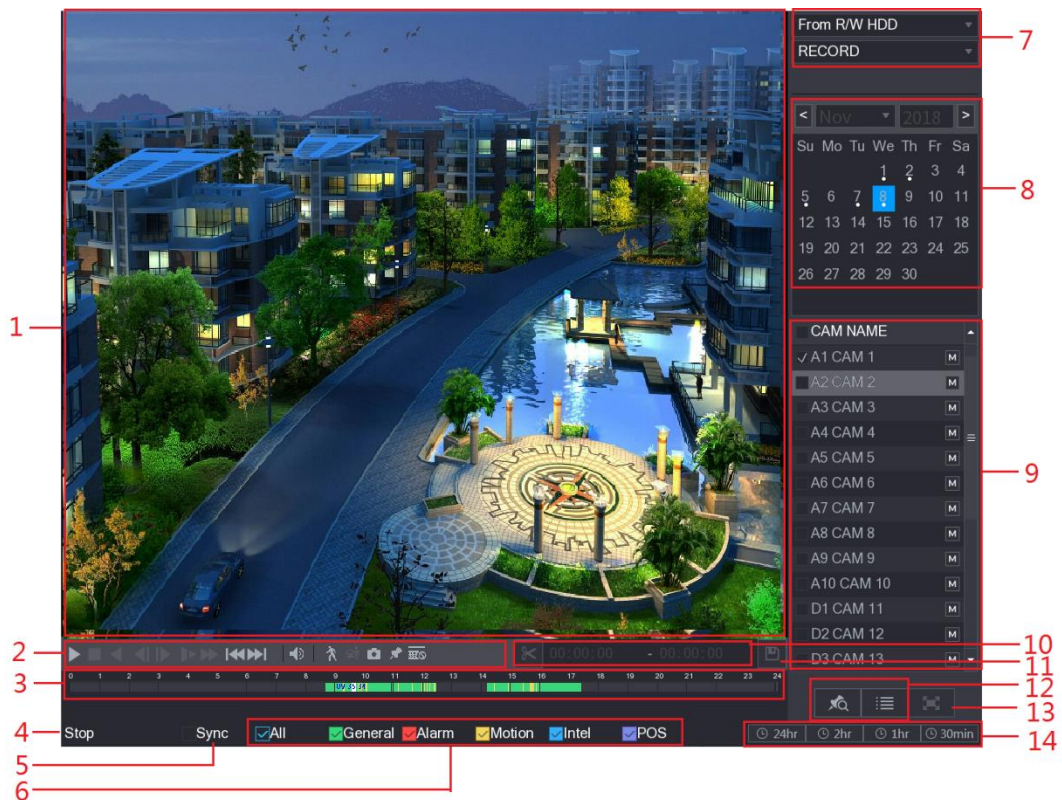 From R/W HDD
RECORD
7
< Nov 2018 >
Su Mo Tu We Th Fr Sa
1 2 3 4
5 6 7 8 9 10 11
12 13 14 15 16 17 18
19 20 21 22 23 24 25
26 27 28 29 30
8
1
CAM NAME
A1 CAM 1 M
A2 CAM 2 M
A3 CAM 3 M
A4 CAM 4 M
A5 CAM 5 M
A6 CAM 6 M
A7 CAM 7 M
A8 CAM 8 M
A9 CAM 9 M
A10 CAM 10 M
D1 CAM 11 M
D2 CAM 12 M
D3 CAM 13 M
9
2
00:00:00 - 00:00:00
10
11
3
0 1 2 3 4 5 6 7 8 9 10 11 12 13 14 15 16 17 18 19 20 21 22 23 24
12
13
4
Stop Sync All General Alarm Motion Intel POS
24hr 2hr 1hr 30min
14
5
6